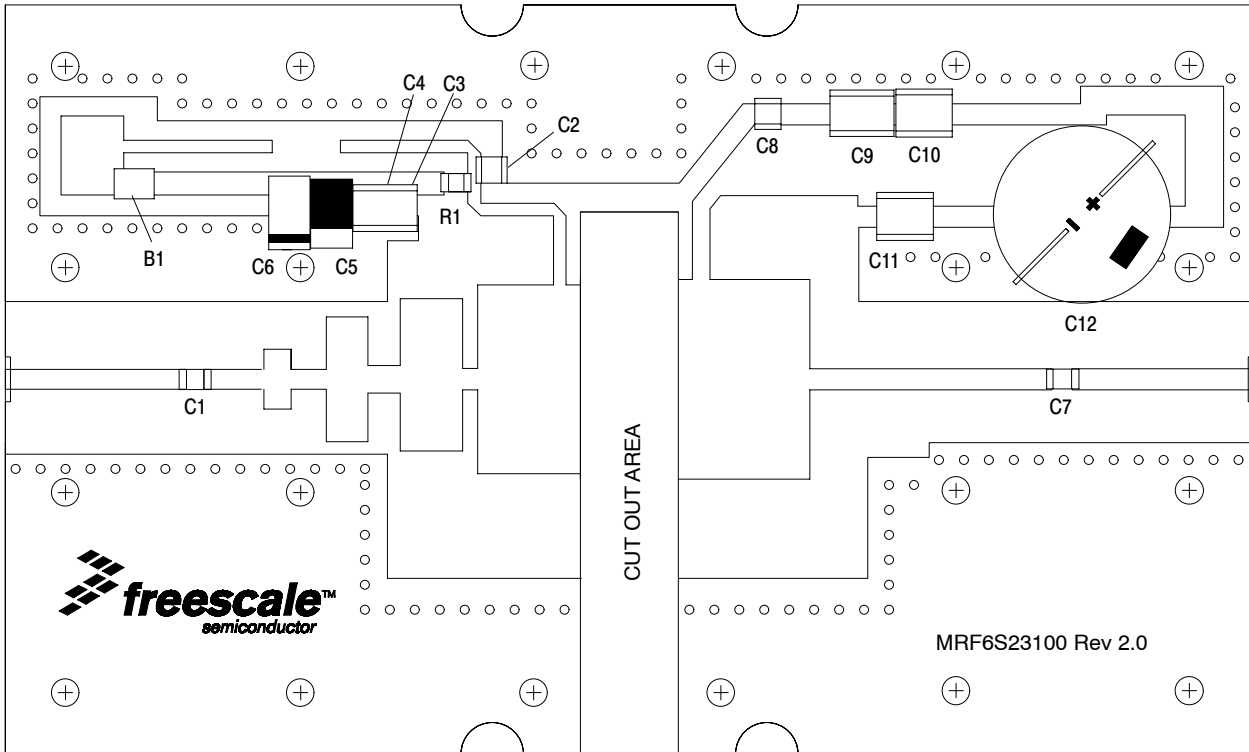 C4
C3
C2
C8
C9
C10
R1
B1
C6
C5
C11
C12
C1
C7
CUT OUT AREA
freescale™
semiconductor
MRF6S23100 Rev 2.0